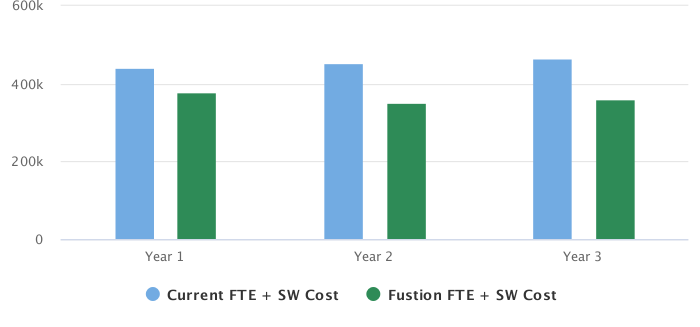 600k
400k
200k
0
Year 1 Year 2 Year 3
Current FTE + SW Cost Fustion FTE + SW Cost